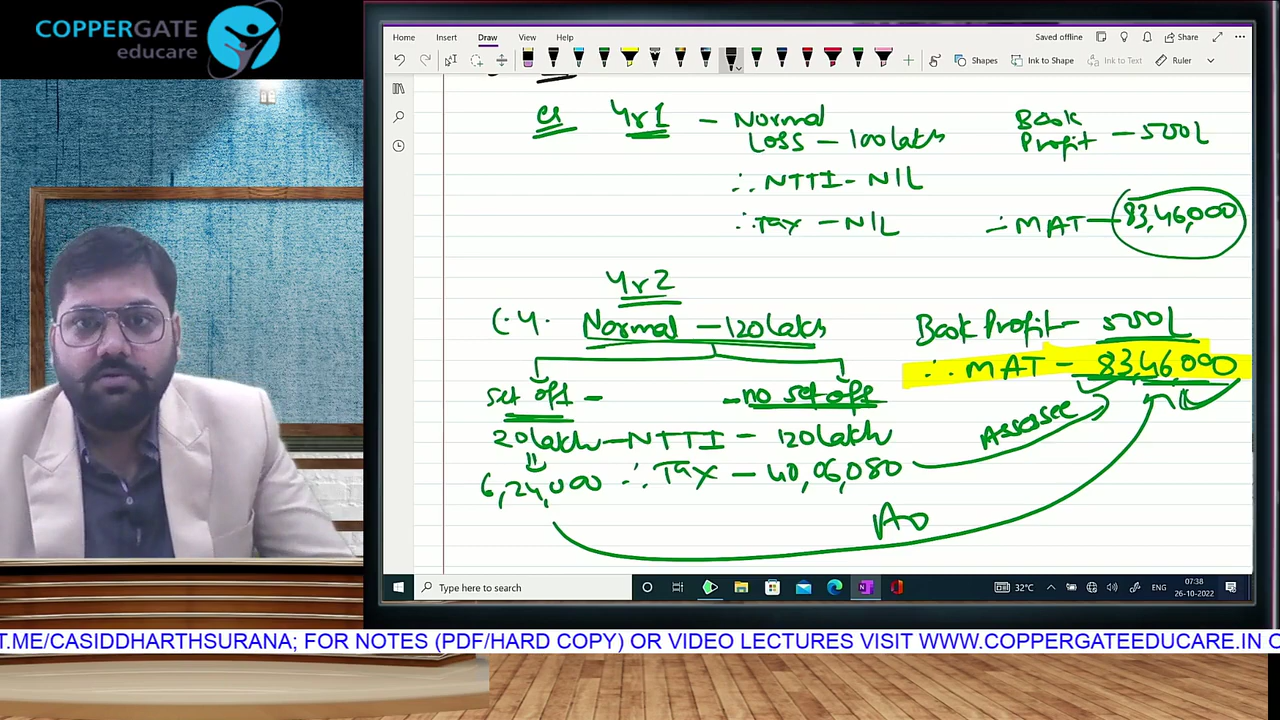 COPPERGATE
educare
Home Insert Draw View Help
Saved offline
Share
Shapes
Ink to Shape
Ink to Text
Ruler
eg Yr1 - Normal
Loss - 100 lakh
Book
Profit - 500L
∴ NTTI - NIL
∴ Tax - NIL
∴ MAT - 83,46,000
Yr2
C.Y. Normal - 120 lakh
Book Profit - 500L
∴ MAT - 83,46,000
set off -
- no set off
Assessee
20 lakh - NTTI - 120 lakh
6,24,000 ∴ Tax - 40,06,080
AO
Type here to search
32°C
ENG
07:38
26-10-2022
T.ME/CASIDDHARTHSURANA; FOR NOTES (PDF/HARD COPY) OR VIDEO LECTURES VISIT WWW.COPPERGATEEDUCARE.IN